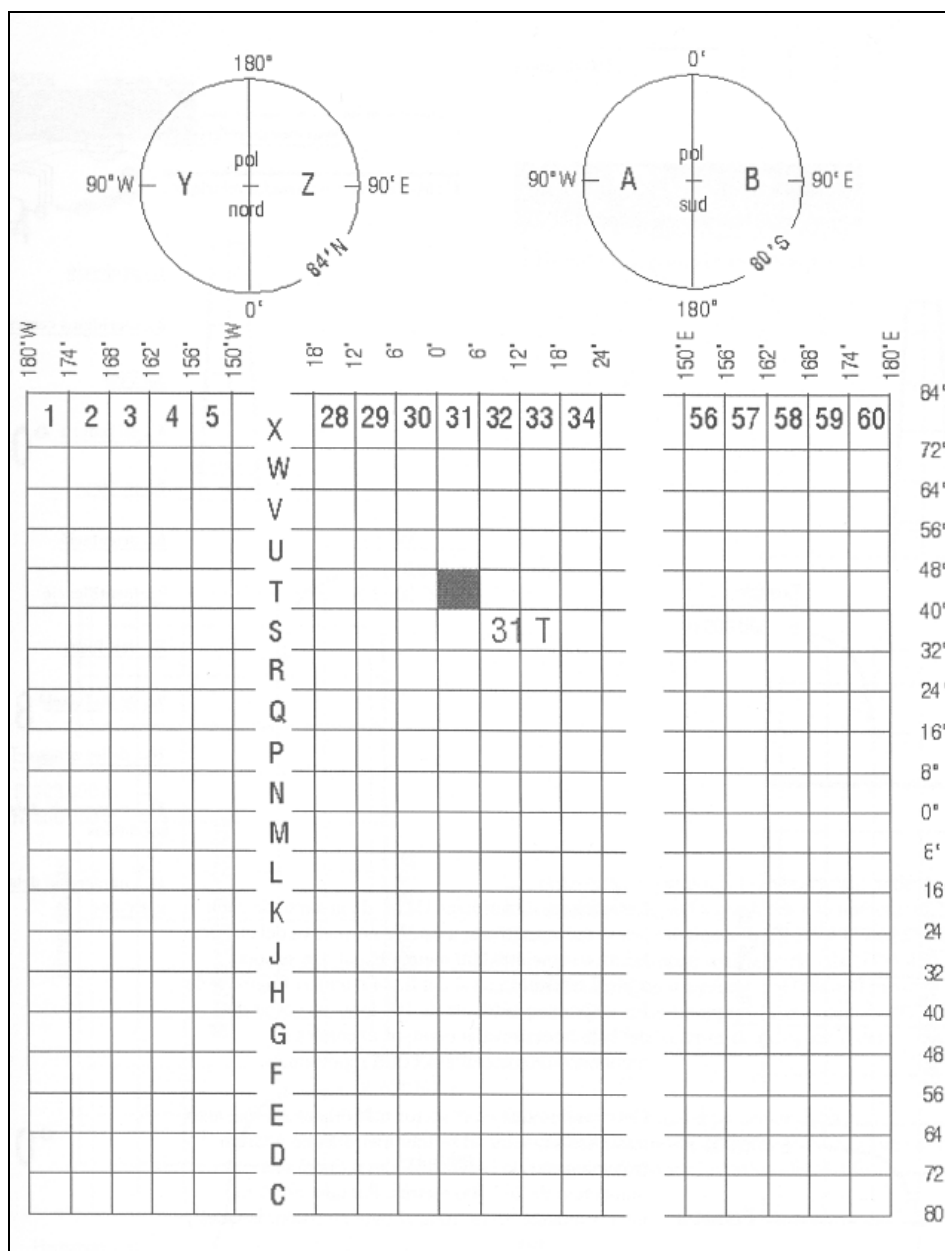 180° 0'
pol pol
90°W Y Z 90°E 90°W A B 90°E
nord sud
84'N 80'S
0' 180°
180°W 174' 168' 162' 156' 150°W 18' 12' 6' 0' 6' 12' 18' 24' 150°E 156' 162' 168' 174' 180°E
84'
1 2 3 4 5 X 28 29 30 31 32 33 34 56 57 58 59 60
72'
W
64'
V
56'
U
48'
T
40'
S 31 T
32'
R
24'
Q
16'
P
8°
N
0°
M
L
16
K
24
J
32
H
40
G
48
F
56
E
64
D
72
C
80